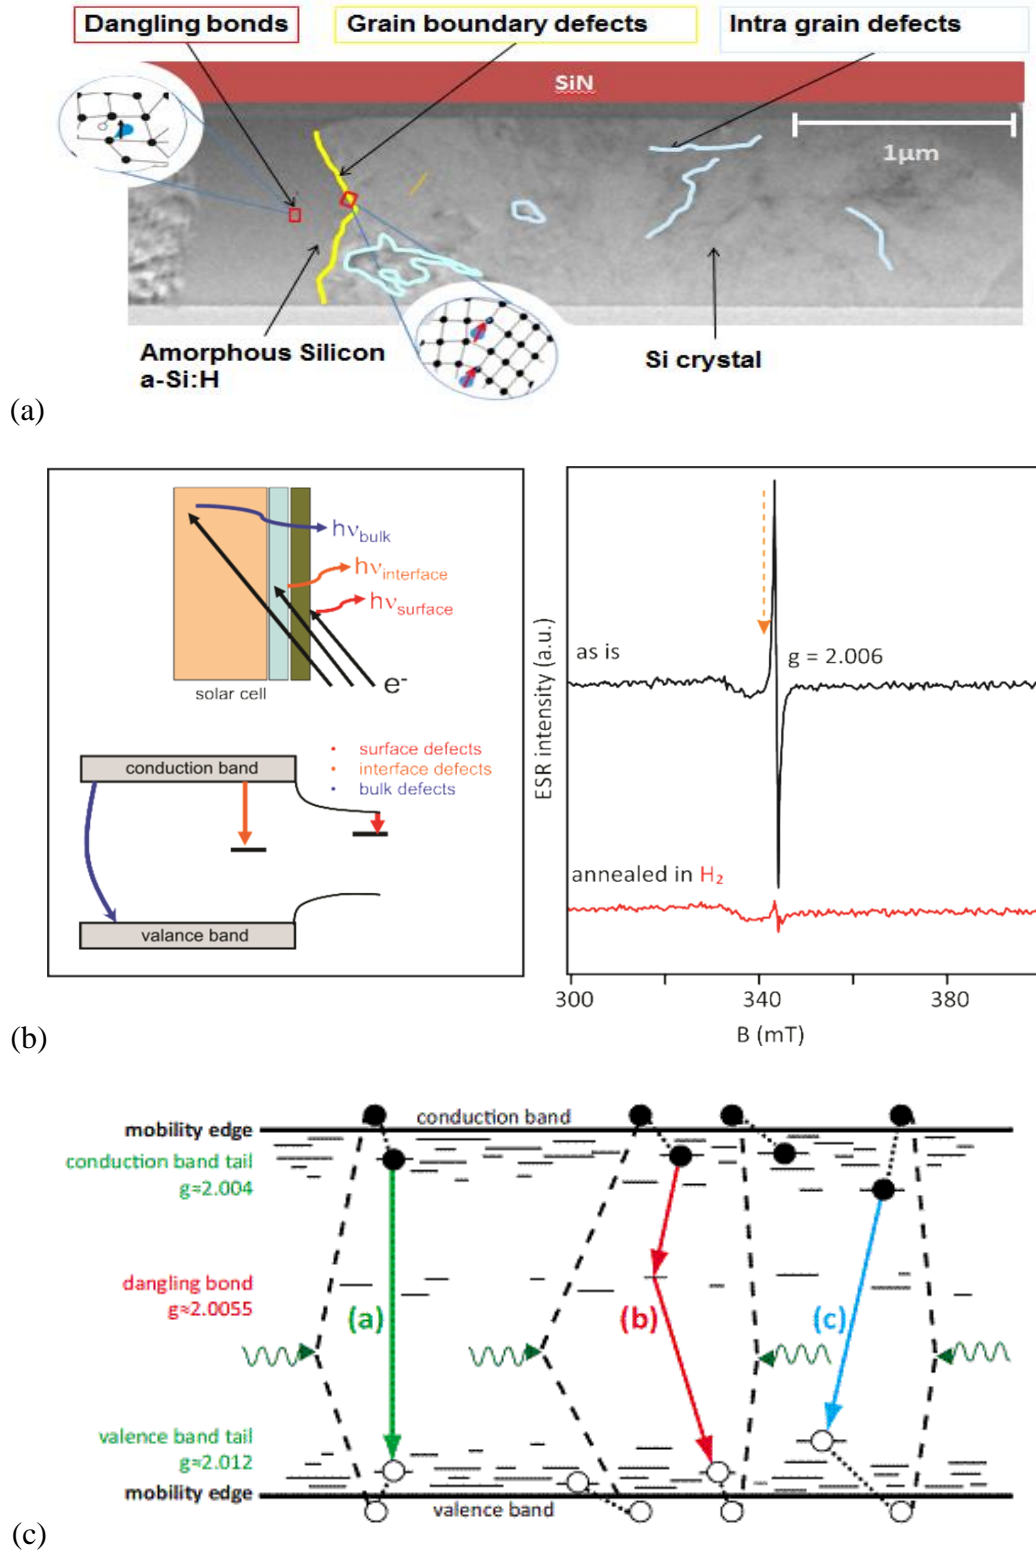 Dangling bonds
Grain boundary defects
Intra grain defects
SiN
1µm
Amorphous Silicon
a-Si:H
Si crystal
(a)
hνbulk
hνinterface
hνsurface
e-
solar cell
conduction band
• surface defects
• interface defects
• bulk defects
valance band
ESR intensity (a.u.)
as is
g = 2.006
annealed in H₂
300
340
380
B (mT)
(b)
conduction band
mobility edge
conduction band tail
g≈2.004
dangling bond
g≈2.0055
(a)
(b)
(c)
valence band tail
g≈2.012
mobility edge
valence band
(c)